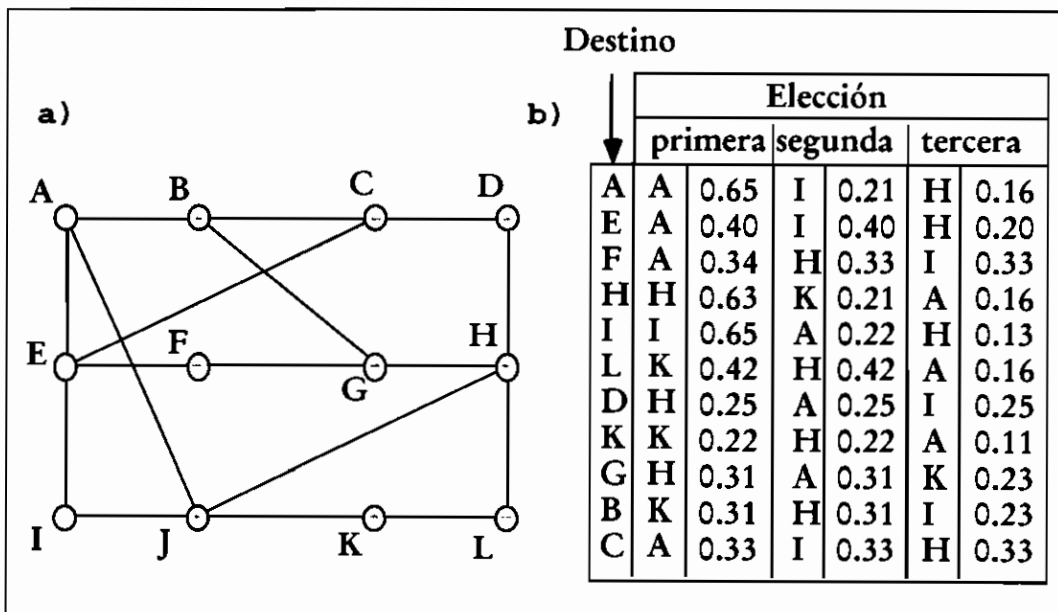 Destino
a)
b)
Elección
primera segunda tercera
A B C D
E F G H
I J K L
A A 0.65 I 0.21 H 0.16
E A 0.40 I 0.40 H 0.20
F A 0.34 H 0.33 I 0.33
H H 0.63 K 0.21 A 0.16
I I 0.65 A 0.22 H 0.13
L K 0.42 H 0.42 A 0.16
D H 0.25 A 0.25 I 0.25
K K 0.22 H 0.22 A 0.11
G H 0.31 A 0.31 K 0.23
B K 0.31 H 0.31 I 0.23
C A 0.33 I 0.33 H 0.33